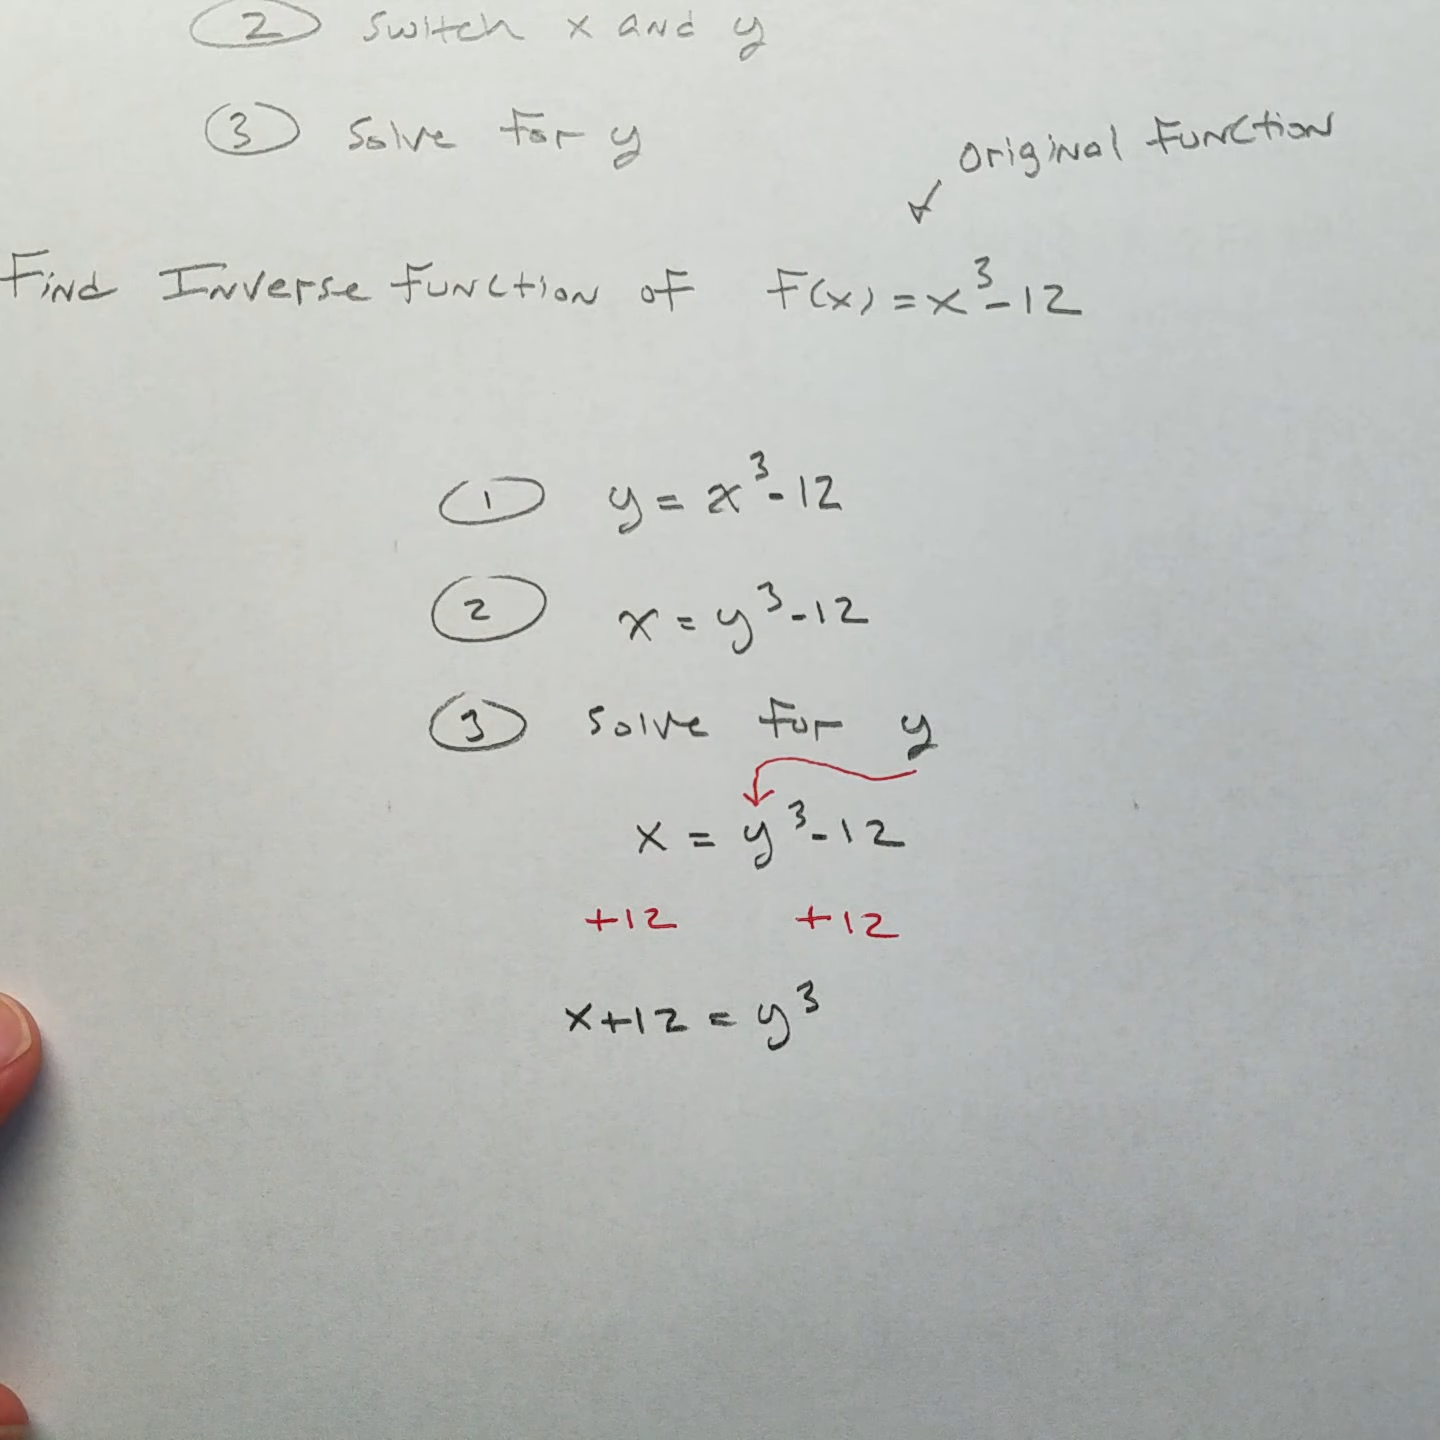 ② switch x and y
③ solve for y
original function
Find Inverse function of F(x) = x³ - 12
① y = x³ - 12
② x = y³ - 12
③ solve for y
x = y³ - 12
+12 +12
x + 12 = y³